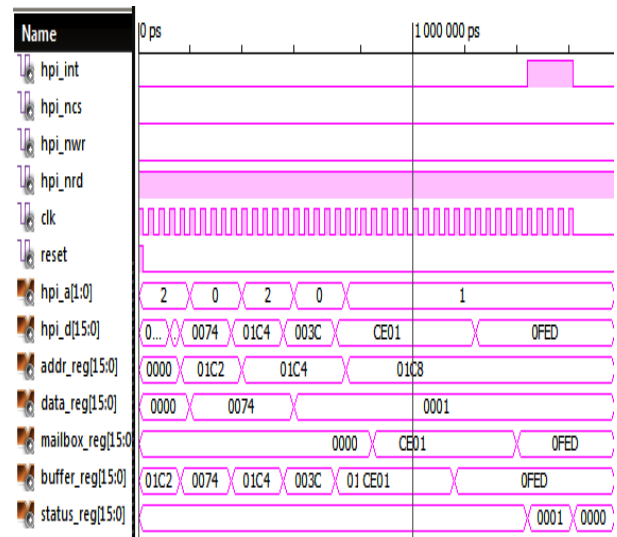 Name 0 ps 1 000 000 ps
hpi_int
hpi_ncs
hpi_nwr
hpi_nrd
clk
reset
hpi_a[1:0] 2 0 2 0 1
hpi_d[15:0] 0... 0074 01C4 003C CE01 0FED
addr_reg[15:0] 0000 01C2 01C4 01C8
data_reg[15:0] 0000 0074 0001
mailbox_reg[15:0 0000 CE01 0FED
buffer_reg[15:0] 01C2 0074 01C4 003C 01 CE01 0FED
status_reg[15:0] 0001 0000